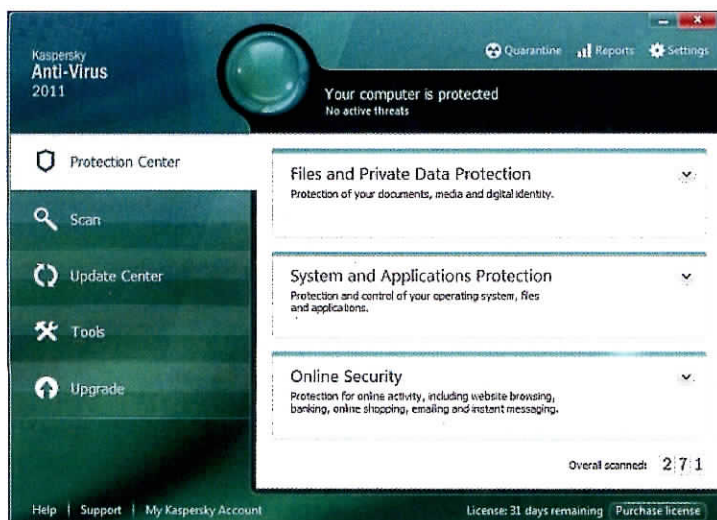 Kaspersky
Anti-Virus
2011
Quarantine
Reports
Settings
Your computer is protected
No active threats
Protection Center
Scan
Update Center
Tools
Upgrade
Files and Private Data Protection
Protection of your documents, media and digital identity.
System and Applications Protection
Protection and control of your operating system, files
and applications.
Online Security
Protection for online activity, including website browsing,
banking, online shopping, emailing and instant messaging.
Overall scanned: 271
Help | Support | My Kaspersky Account
License: 31 days remaining Purchase license